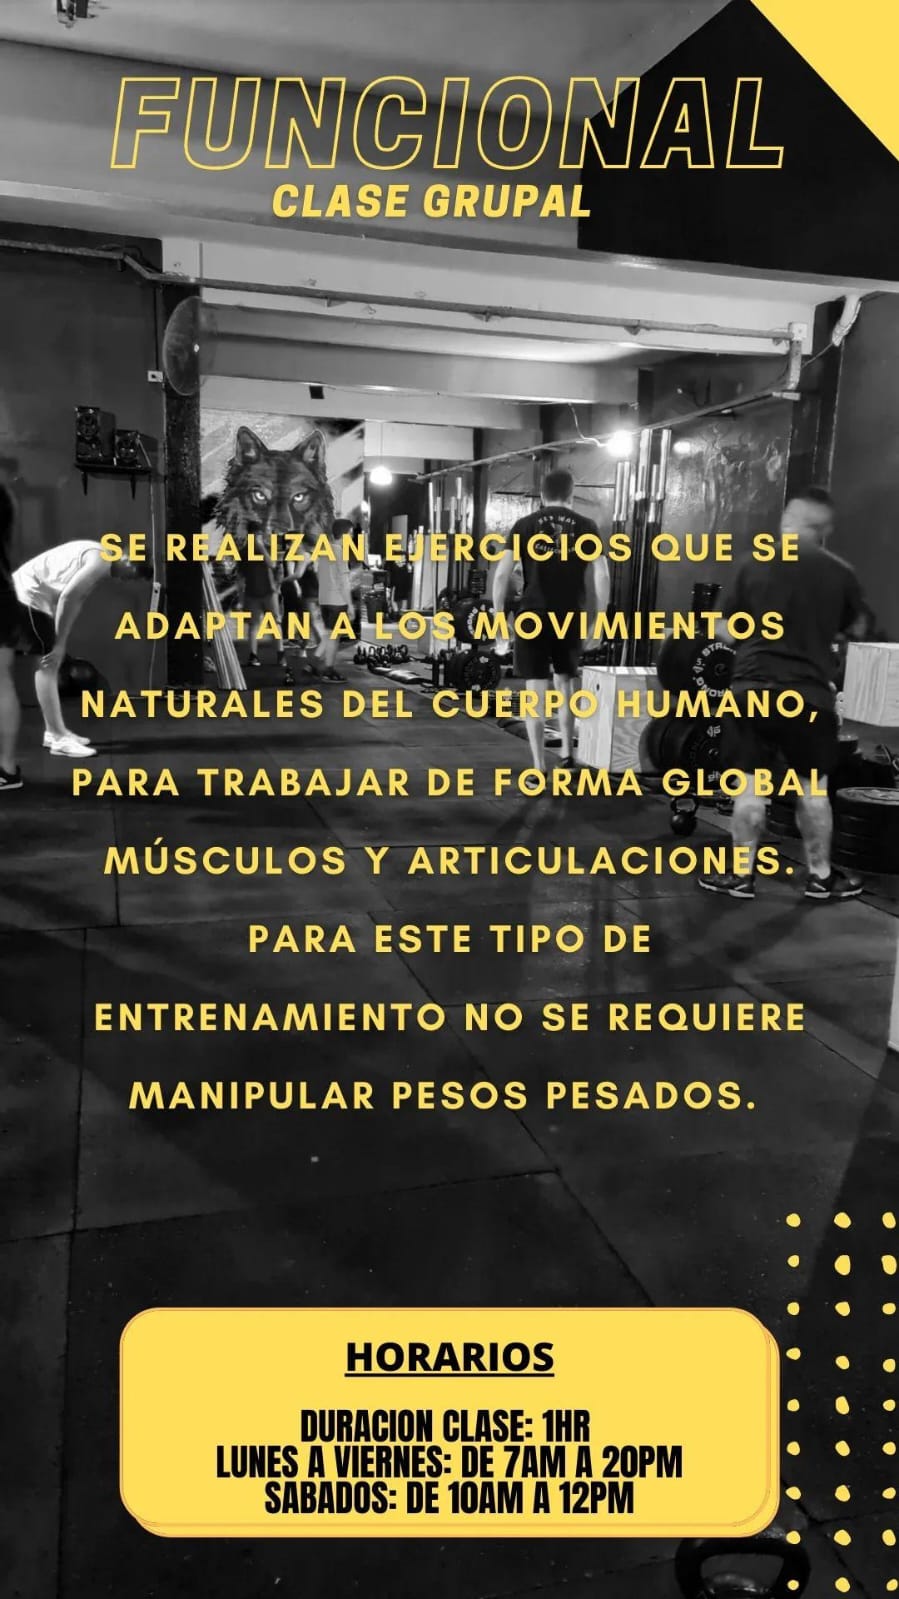 FUNCIONAL
CLASE GRUPAL
SE REALIZAN EJERCICIOS QUE SE
ADAPTAN A LOS MOVIMIENTOS
NATURALES DEL CUERPO HUMANO,
PARA TRABAJAR DE FORMA GLOBAL
MÚSCULOS Y ARTICULACIONES.
PARA ESTE TIPO DE
ENTRENAMIENTO NO SE REQUIERE
MANIPULAR PESOS PESADOS.
HORARIOS
DURACION CLASE: 1HR
LUNES A VIERNES: DE 7AM A 20PM
SABADOS: DE 10AM A 12PM